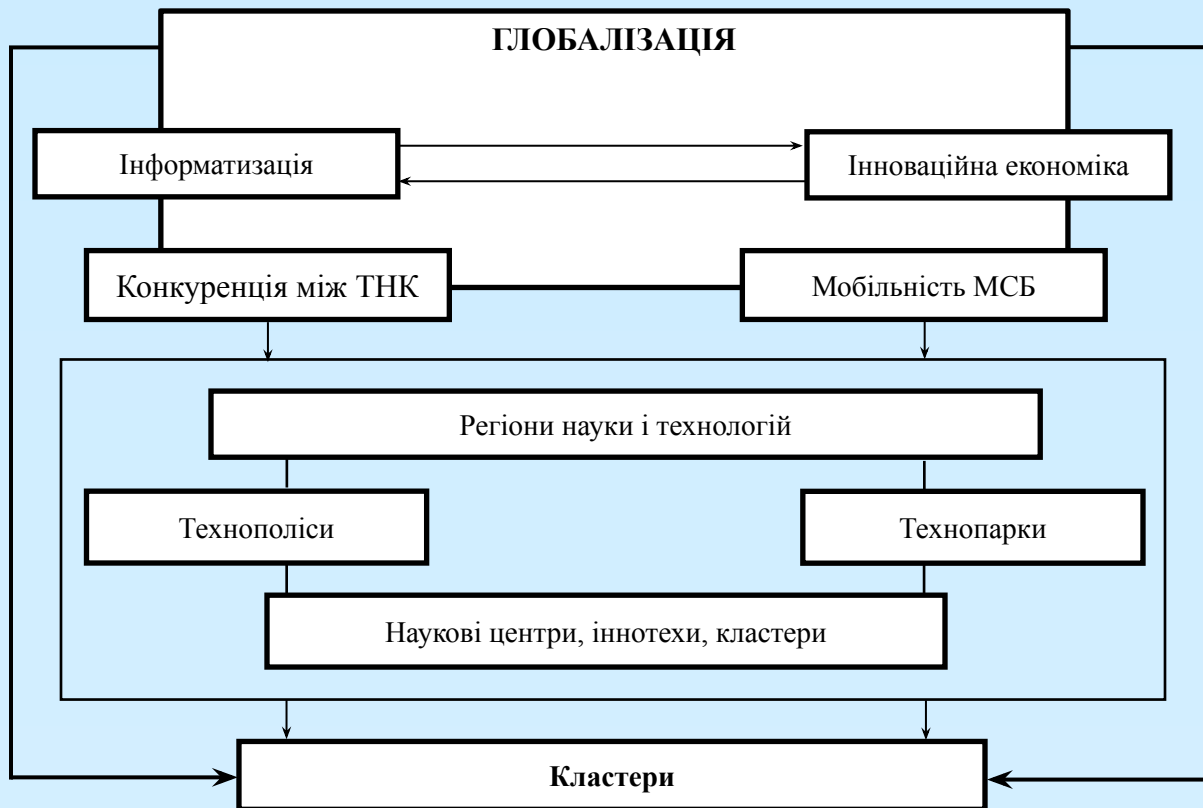 ГЛОБАЛІЗАЦІЯ
Інформатизація
Інноваційна економіка
Конкуренція між ТНК
Мобільність МСБ
Регіони науки і технологій
Технополіси
Технопарки
Наукові центри, іннотехи, кластери
Кластери